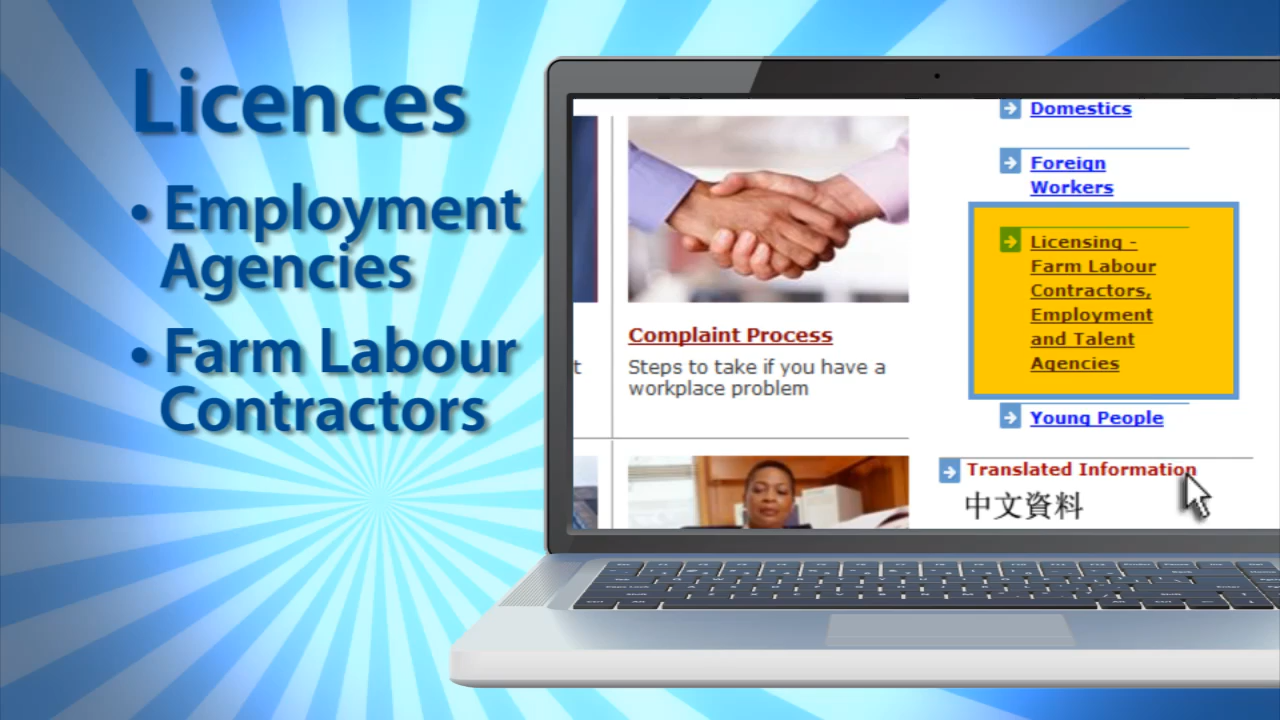 Licences
• Employment
Agencies
• Farm Labour
Contractors
t
Complaint Process
Steps to take if you have a
workplace problem
Domestics
Foreign
Workers
Licensing -
Farm Labour
Contractors,
Employment
and Talent
Agencies
Young People
Translated Information
中文資料